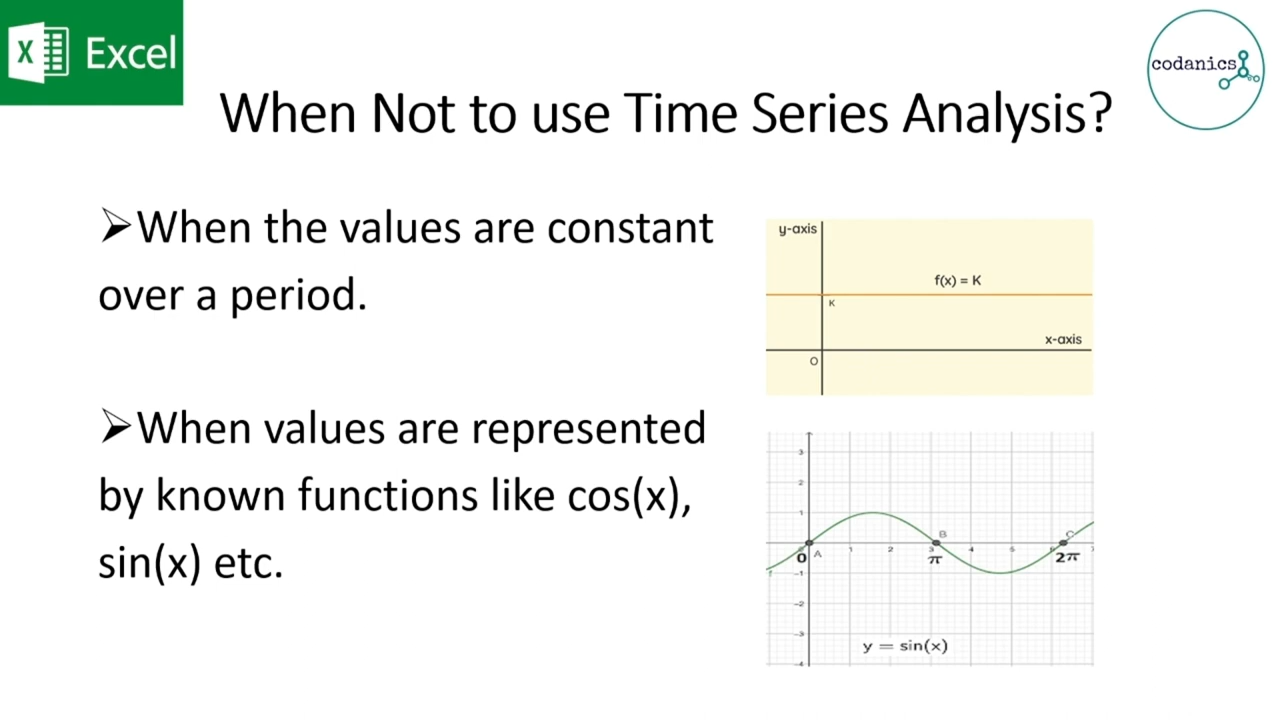 X Excel
codanics
When Not to use Time Series Analysis?
➢When the values are constant
over a period.
y-axis
f(x) = K
K
x-axis
O
➢When values are represented
by known functions like cos(x),
sin(x) etc.
3
2
1
0 A 1 2 3 B 4 5 6 C 7
π 2π
f
-1
-2
-3
-4
y = sin(x)